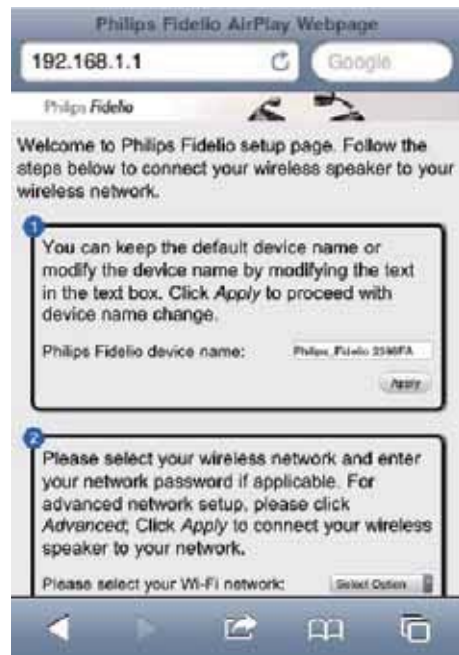 Philips Fidelio AirPlay Webpage
192.168.1.1
Google
Philips Fidelio
Welcome to Philips Fidelio setup page. Follow the
steps below to connect your wireless speaker to your
wireless network.
1
You can keep the default device name or
modify the device name by modifying the text
in the text box. Click Apply to proceed with
device name change.
Philips Fidelio device name:
Philips_Fidelio
Apply
2
Please select your wireless network and enter
your network password if applicable. For
advanced network setup, please click
Advanced; Click Apply to connect your wireless
speaker to your network.
Please select your Wi-Fi network:
Select Option